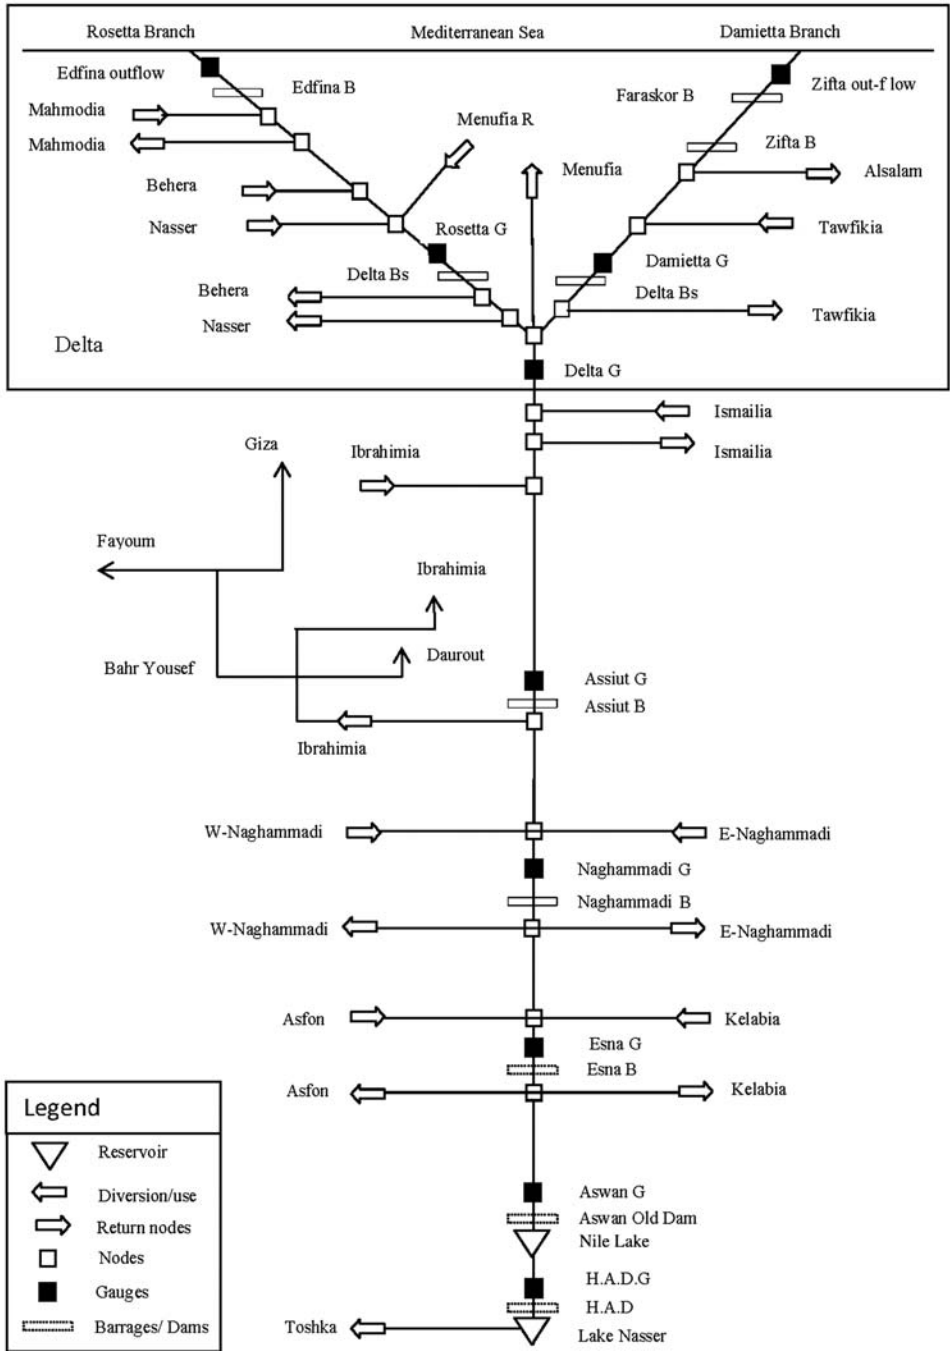 Rosetta Branch
Mediterranean Sea
Damietta Branch
Edfina outflow
Edfina B
Faraskor B
Zifta out-f low
Mahmodia
Menufia R
Mahmodia
Zifta B
Menufia
Alsalam
Behera
Nasser
Rosetta G
Tawfikia
Delta Bs
Damietta G
Behera
Delta Bs
Nasser
Tawfikia
Delta
Delta G
Ismailia
Giza
Ibrahimia
Ismailia
Fayoum
Ibrahimia
Bahr Yousef
Daurout
Assiut G
Assiut B
Ibrahimia
W-Naghammadi
E-Naghammadi
Naghammadi G
Naghammadi B
W-Naghammadi
E-Naghammadi
Asfon
Kelabia
Esna G
Esna B
Asfon
Kelabia
Legend
Reservoir
Diversion/use
Return nodes
Nodes
Gauges
Barrages/ Dams
Aswan G
Aswan Old Dam
Nile Lake
H.A.D.G
H.A.D
Toshka
Lake Nasser